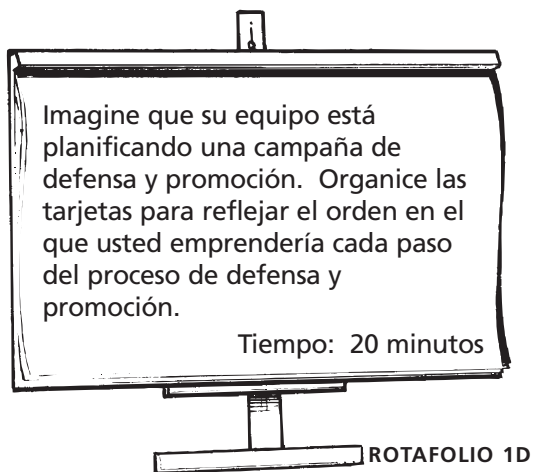 Imagine que su equipo está
planificando una campaña de
defensa y promoción.  Organice las
tarjetas para reflejar el orden en el
que usted emprendería cada paso
del proceso de defensa y
promoción.
Tiempo:  20 minutos
ROTAFOLIO 1D